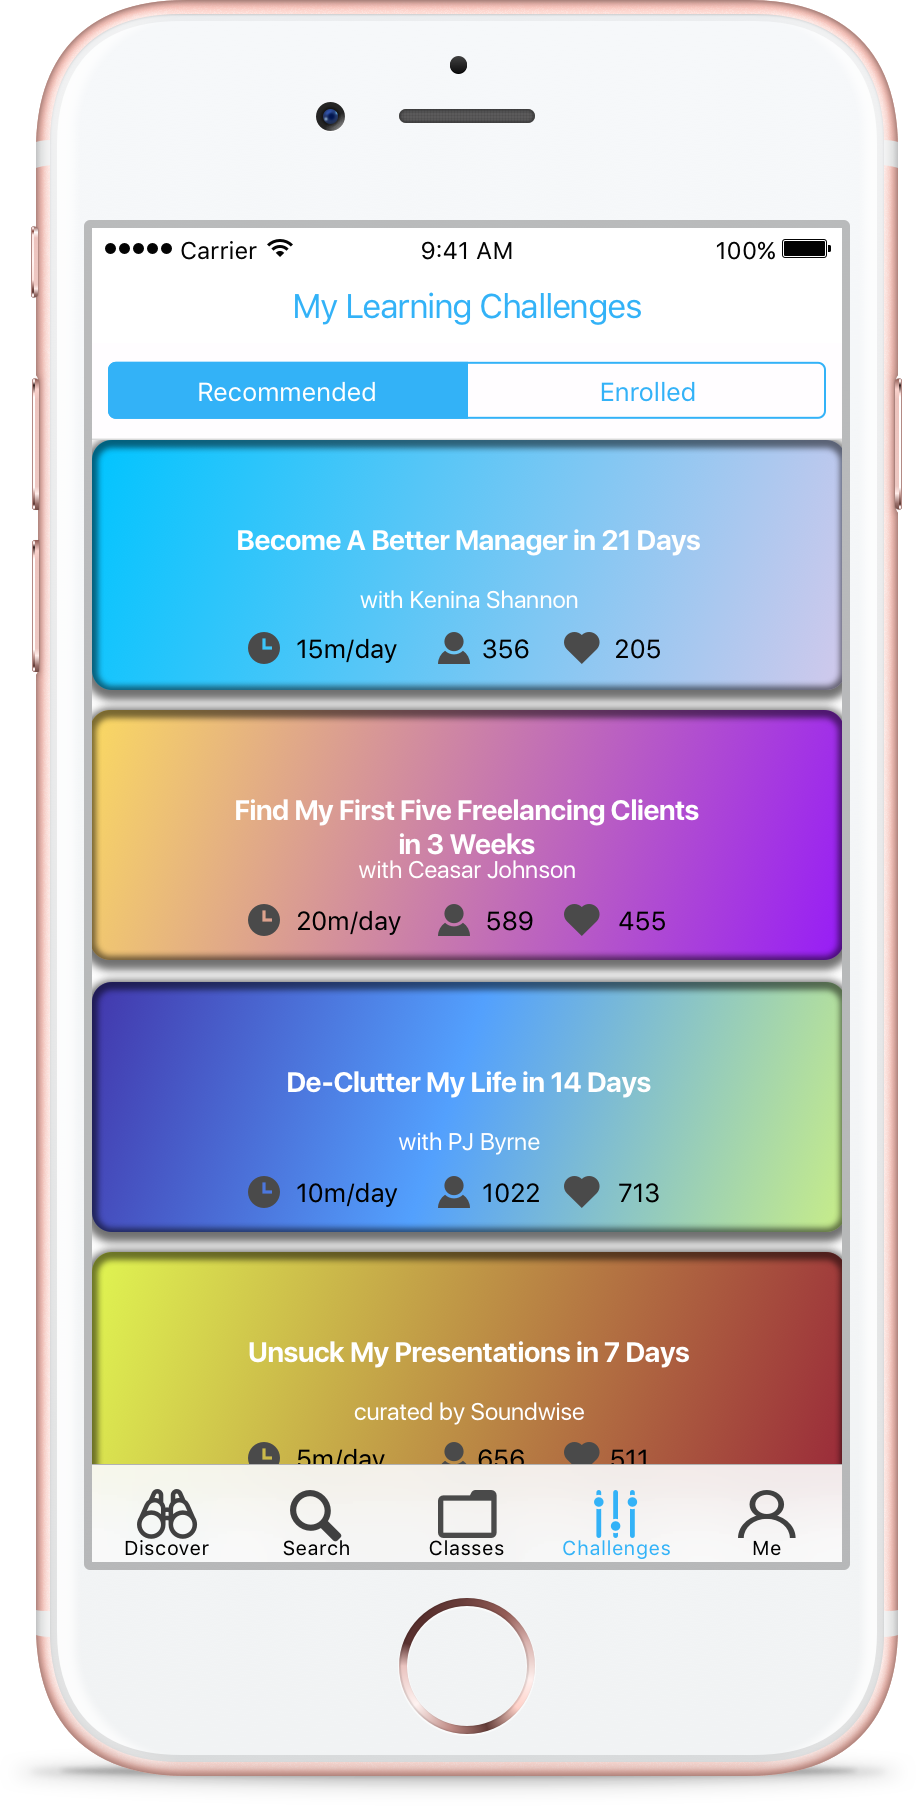 Carrier 9:41 AM 100%
My Learning Challenges
Recommended Enrolled
Become A Better Manager in 21 Days
with Kenina Shannon
15m/day 356 205
Find My First Five Freelancing Clients
in 3 Weeks
with Ceasar Johnson
20m/day 589 455
De-Clutter My Life in 14 Days
with PJ Byrne
10m/day 1022 713
Unsuck My Presentations in 7 Days
curated by Soundwise
5m/day 656 511
Discover Search Classes Challenges Me